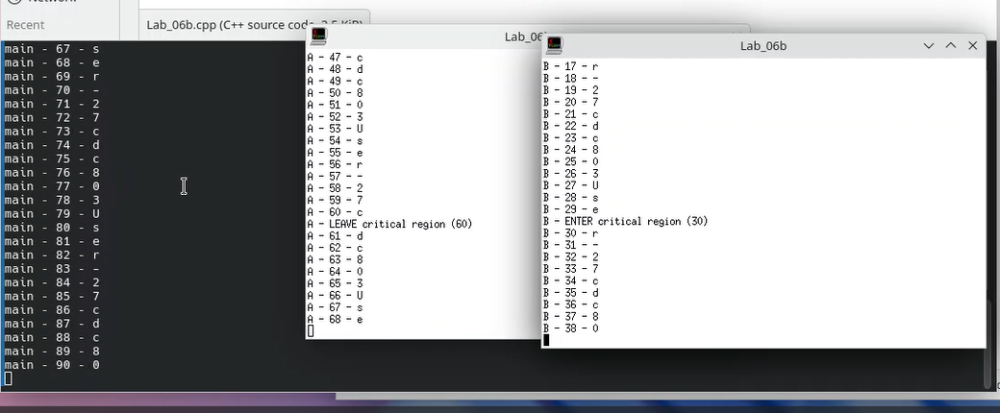 Recent
Lab_06b.cpp (C++ source code,
main - 67 - s
main - 68 - e
main - 69 - r
main - 70 - -
main - 71 - 2
main - 72 - 7
main - 73 - c
main - 74 - d
main - 75 - c
main - 76 - 8
main - 77 - 0
main - 78 - 3
main - 79 - U
main - 80 - s
main - 81 - e
main - 82 - r
main - 83 - -
main - 84 - 2
main - 85 - 7
main - 86 - c
main - 87 - d
main - 88 - c
main - 89 - 8
main - 90 - 0
A - 47 - c
A - 48 - d
A - 49 - c
A - 50 - 8
A - 51 - 0
A - 52 - 3
A - 53 - U
A - 54 - s
A - 55 - e
A - 56 - r
A - 57 - -
A - 58 - 2
A - 59 - 7
A - 60 - c
A - LEAVE critical region (60)
A - 61 - d
A - 62 - c
A - 63 - 8
A - 64 - 0
A - 65 - 3
A - 66 - U
A - 67 - s
A - 68 - e
Lab_06b
B - 17 - r
B - 18 - -
B - 19 - 2
B - 20 - 7
B - 21 - c
B - 22 - d
B - 23 - c
B - 24 - 8
B - 25 - 0
B - 26 - 3
B - 27 - U
B - 28 - s
B - 29 - e
B - ENTER critical region (30)
B - 30 - r
B - 31 - -
B - 32 - 2
B - 33 - 7
B - 34 - c
B - 35 - d
B - 36 - c
B - 37 - 8
B - 38 - 0